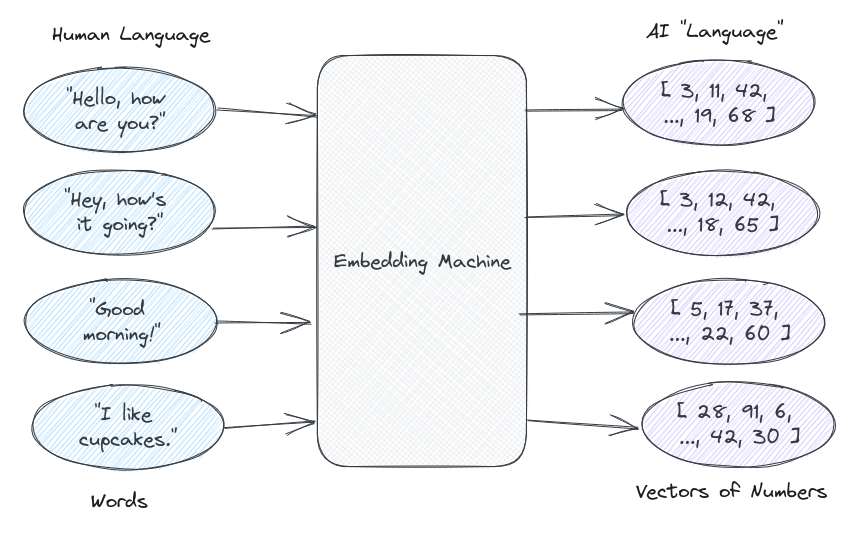 Human Language
AI "Language"
"Hello, how
are you?"
[ 3, 11, 42,
..., 19, 68 ]
"Hey, how's
it going?"
[ 3, 12, 42,
..., 18, 65 ]
Embedding Machine
"Good
morning!"
[ 5, 17, 37,
..., 22, 60 ]
"I like
cupcakes."
[ 28, 91, 6,
..., 42, 30 ]
Words
Vectors of Numbers